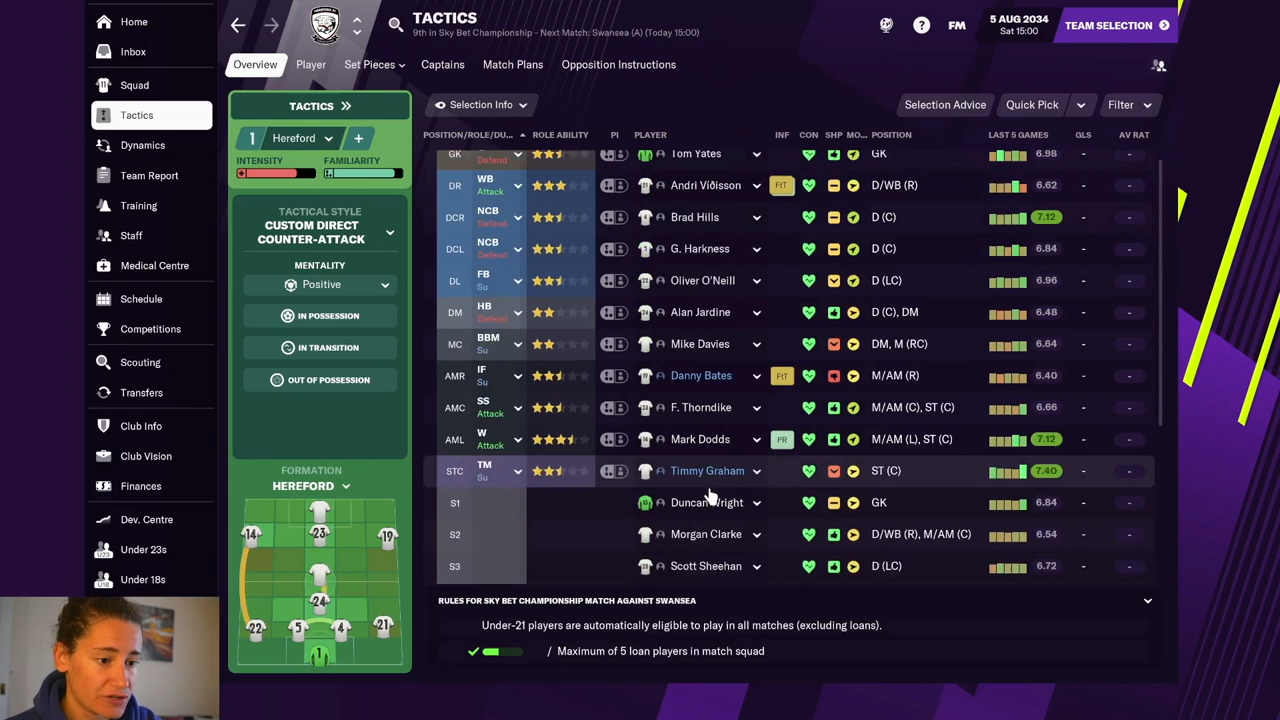 Home
Inbox
Squad
Tactics
Dynamics
Team Report
Training
Staff
Medical Centre
Schedule
Competitions
Scouting
Transfers
Club Info
Club Vision
Finances
Dev. Centre
Under 23s
Under 18s
TACTICS
9th in Sky Bet Championship - Next Match: Swansea (A) (Today 15:00)
FM
5 AUG 2034
Sat 15:00
TEAM SELECTION
Overview Player Set Pieces Captains Match Plans Opposition Instructions
TACTICS
1 Hereford +
INTENSITY FAMILIARITY
TACTICAL STYLE
CUSTOM DIRECT
COUNTER-ATTACK
MENTALITY
Positive
IN POSSESSION
IN TRANSITION
OUT OF POSSESSION
FORMATION
HEREFORD
14 23 19
24
22 5 4 21
1
Selection Info Selection Advice Quick Pick Filter
POSITION/ROLE/DU... ROLE ABILITY PI PLAYER INF CON SHP MO... POSITION LAST 5 GAMES GLS AV RAT
GK Defend Tom Yates GK 6.98 - -
DR WB Attack Andri Víðisson FtT D/WB (R) 6.62 - -
DCR NCB Defend Brad Hills D (C) 7.12 - -
DCL NCB Defend G. Harkness D (C) 6.84 - -
DL FB Su Oliver O'Neill D (LC) 6.96 - -
DM HB Defend Alan Jardine D (C), DM 6.48 - -
MC BBM Su Mike Davies DM, M (RC) 6.64 - -
AMR IF Su Danny Bates FtT M/AM (R) 6.40 - -
AMC SS Attack F. Thorndike M/AM (C), ST (C) 6.66 - -
AML W Attack Mark Dodds PR M/AM (L), ST (C) 7.12 - -
STC TM Su Timmy Graham ST (C) 7.40 - -
S1 Duncan Wright GK 6.84 - -
S2 Morgan Clarke D/WB (R), M/AM (C) 6.54 - -
S3 Scott Sheehan D (LC) 6.72 - -
RULES FOR SKY BET CHAMPIONSHIP MATCH AGAINST SWANSEA
Under-21 players are automatically eligible to play in all matches (excluding loans).
/ Maximum of 5 loan players in match squad